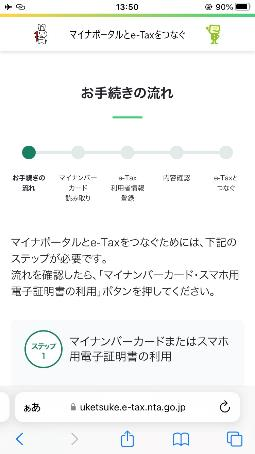 13:50
90%
マイナポータルとe-Taxをつなぐ
お手続きの流れ
お手続きの
流れ
マイナンバー
カード
読み取り
e-Tax
利用者情報
登録
内容確認
e-Taxと
つなぐ
マイナポータルとe-Taxをつなぐためには、下記の
ステップが必要です。
流れを確認したら、「マイナンバーカード・スマホ用
電子証明書の利用」ボタンを押してください。
ステップ
1
マイナンバーカードまたはスマホ
用電子証明書の利用
ぁあ
uketsuke.e-tax.nta.go.jp